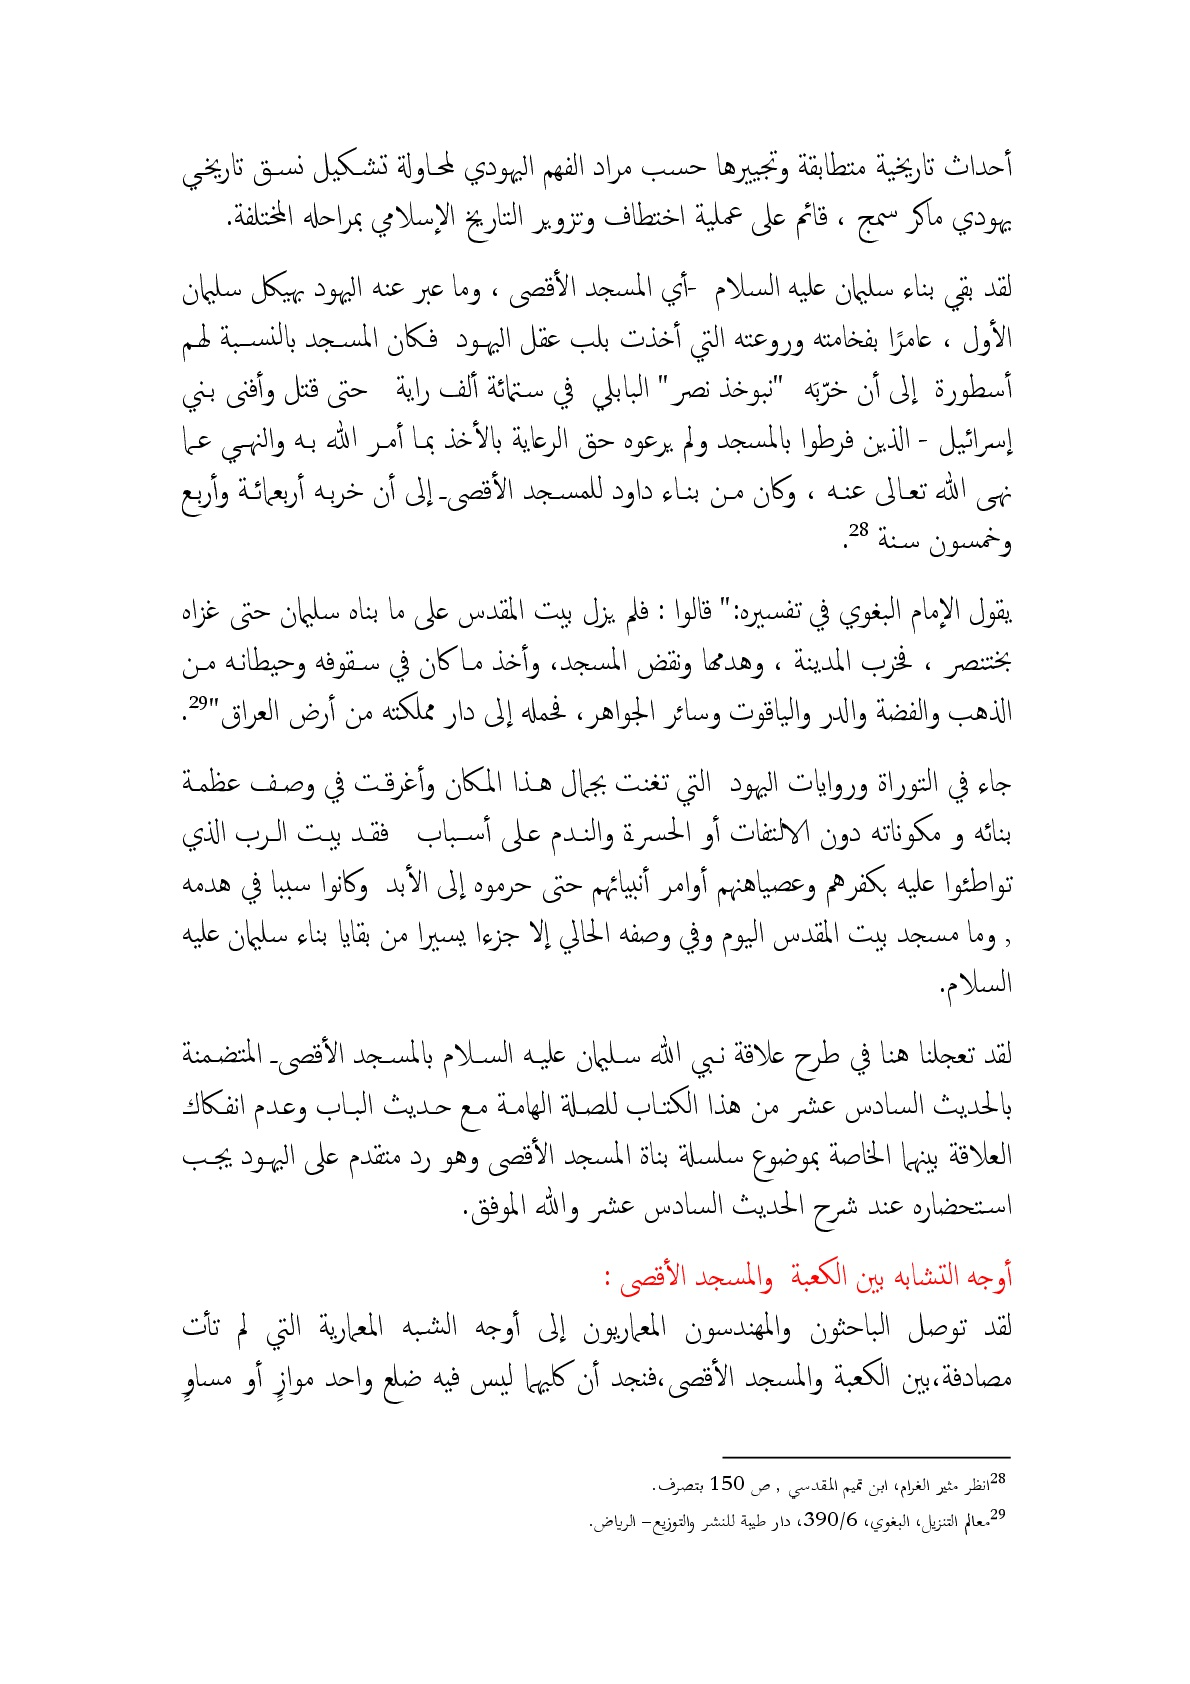 أحداث تاريخية متطابقة وتجييرها حسب مراد الفهم اليهودي لمحاولة تشكيل نسق تاريخي
يهودي ماكر سمج ، قائم على عملية اختطاف وتزوير التاريخ الإسلامي بمراحله المختلفة.
لقد بقي بناء سليمان عليه السلام -أي المسجد الأقصى ، وما عبر عنه اليهود بهيكل سليمان
الأول ، عامرًا بفخامته وروعته التي أخذت بلب عقل اليهود فكان المسجد بالنسبة لهم
أسطورة إلى أن خرّبَه "نبوخذ نصر" البابلي في ستمائة ألف راية حتى قتل وأفنى بني
إسرائيل - الذين فرطوا بالمسجد ولم يرعوه حق الرعاية بالأخذ بما أمر الله به والنهي عما
نهى الله تعالى عنه ، وكان من بناء داود للمسجد الأقصى- إلى أن خربه أربعمائة وأربع
وخمسون سنة 28.
يقول الإمام البغوي في تفسيره:" قالوا : فلم يزل بيت المقدس على ما بناه سليمان حتى غزاه
بختنصر ، فخرب المدينة ، وهدمها ونقض المسجد، وأخذ ماكان في سقوفه وحيطانه من
الذهب والفضة والدر والياقوت وسائر الجواهر، فحمله إلى دار مملكته من أرض العراق"29.
جاء في التوراة وروايات اليهود التي تغنت بجمال هذا المكان وأغرقت في وصف عظمة
بنائه و مكوناته دون الالتفات أو الحسرة والندم على أسباب فقد بيت الرب الذي
تواطئوا عليه بكفرهم وعصياهنهم أوامر أنبيائهم حتى حرموه إلى الأبد وكانوا سببا في هدمه
, وما مسجد بيت المقدس اليوم وفي وصفه الحالي إلا جزءا يسيرا من بقايا بناء سليمان عليه
السلام.
لقد تعجلنا هنا في طرح علاقة نبي الله سليمان عليه السلام بالمسجد الأقصى- المتضمنة
بالحديث السادس عشر من هذا الكتاب للصلة الهامة مع حديث الباب وعدم انفكاك
العلاقة بينهما الخاصة بموضوع سلسلة بناة المسجد الأقصى وهو رد متقدم على اليهود يجب
استحضاره عند شرح الحديث السادس عشر والله الموفق.
أوجه التشابه بين الكعبة والمسجد الأقصى :
لقد توصل الباحثون والمهندسون المعماريون إلى أوجه الشبه المعمارية التي لم تأت
مصادفة،بين الكعبة والمسجد الأقصى،فنجد أن كليهما ليس فيه ضلع واحد موازٍ أو مساوٍ
28انظر مثير الغرام، ابن تميم المقدسي , ص 150 بتصرف.
29معالم التنزيل، البغوي، 390/6، دار طيبة للنشر والتوزيع– الرياض.